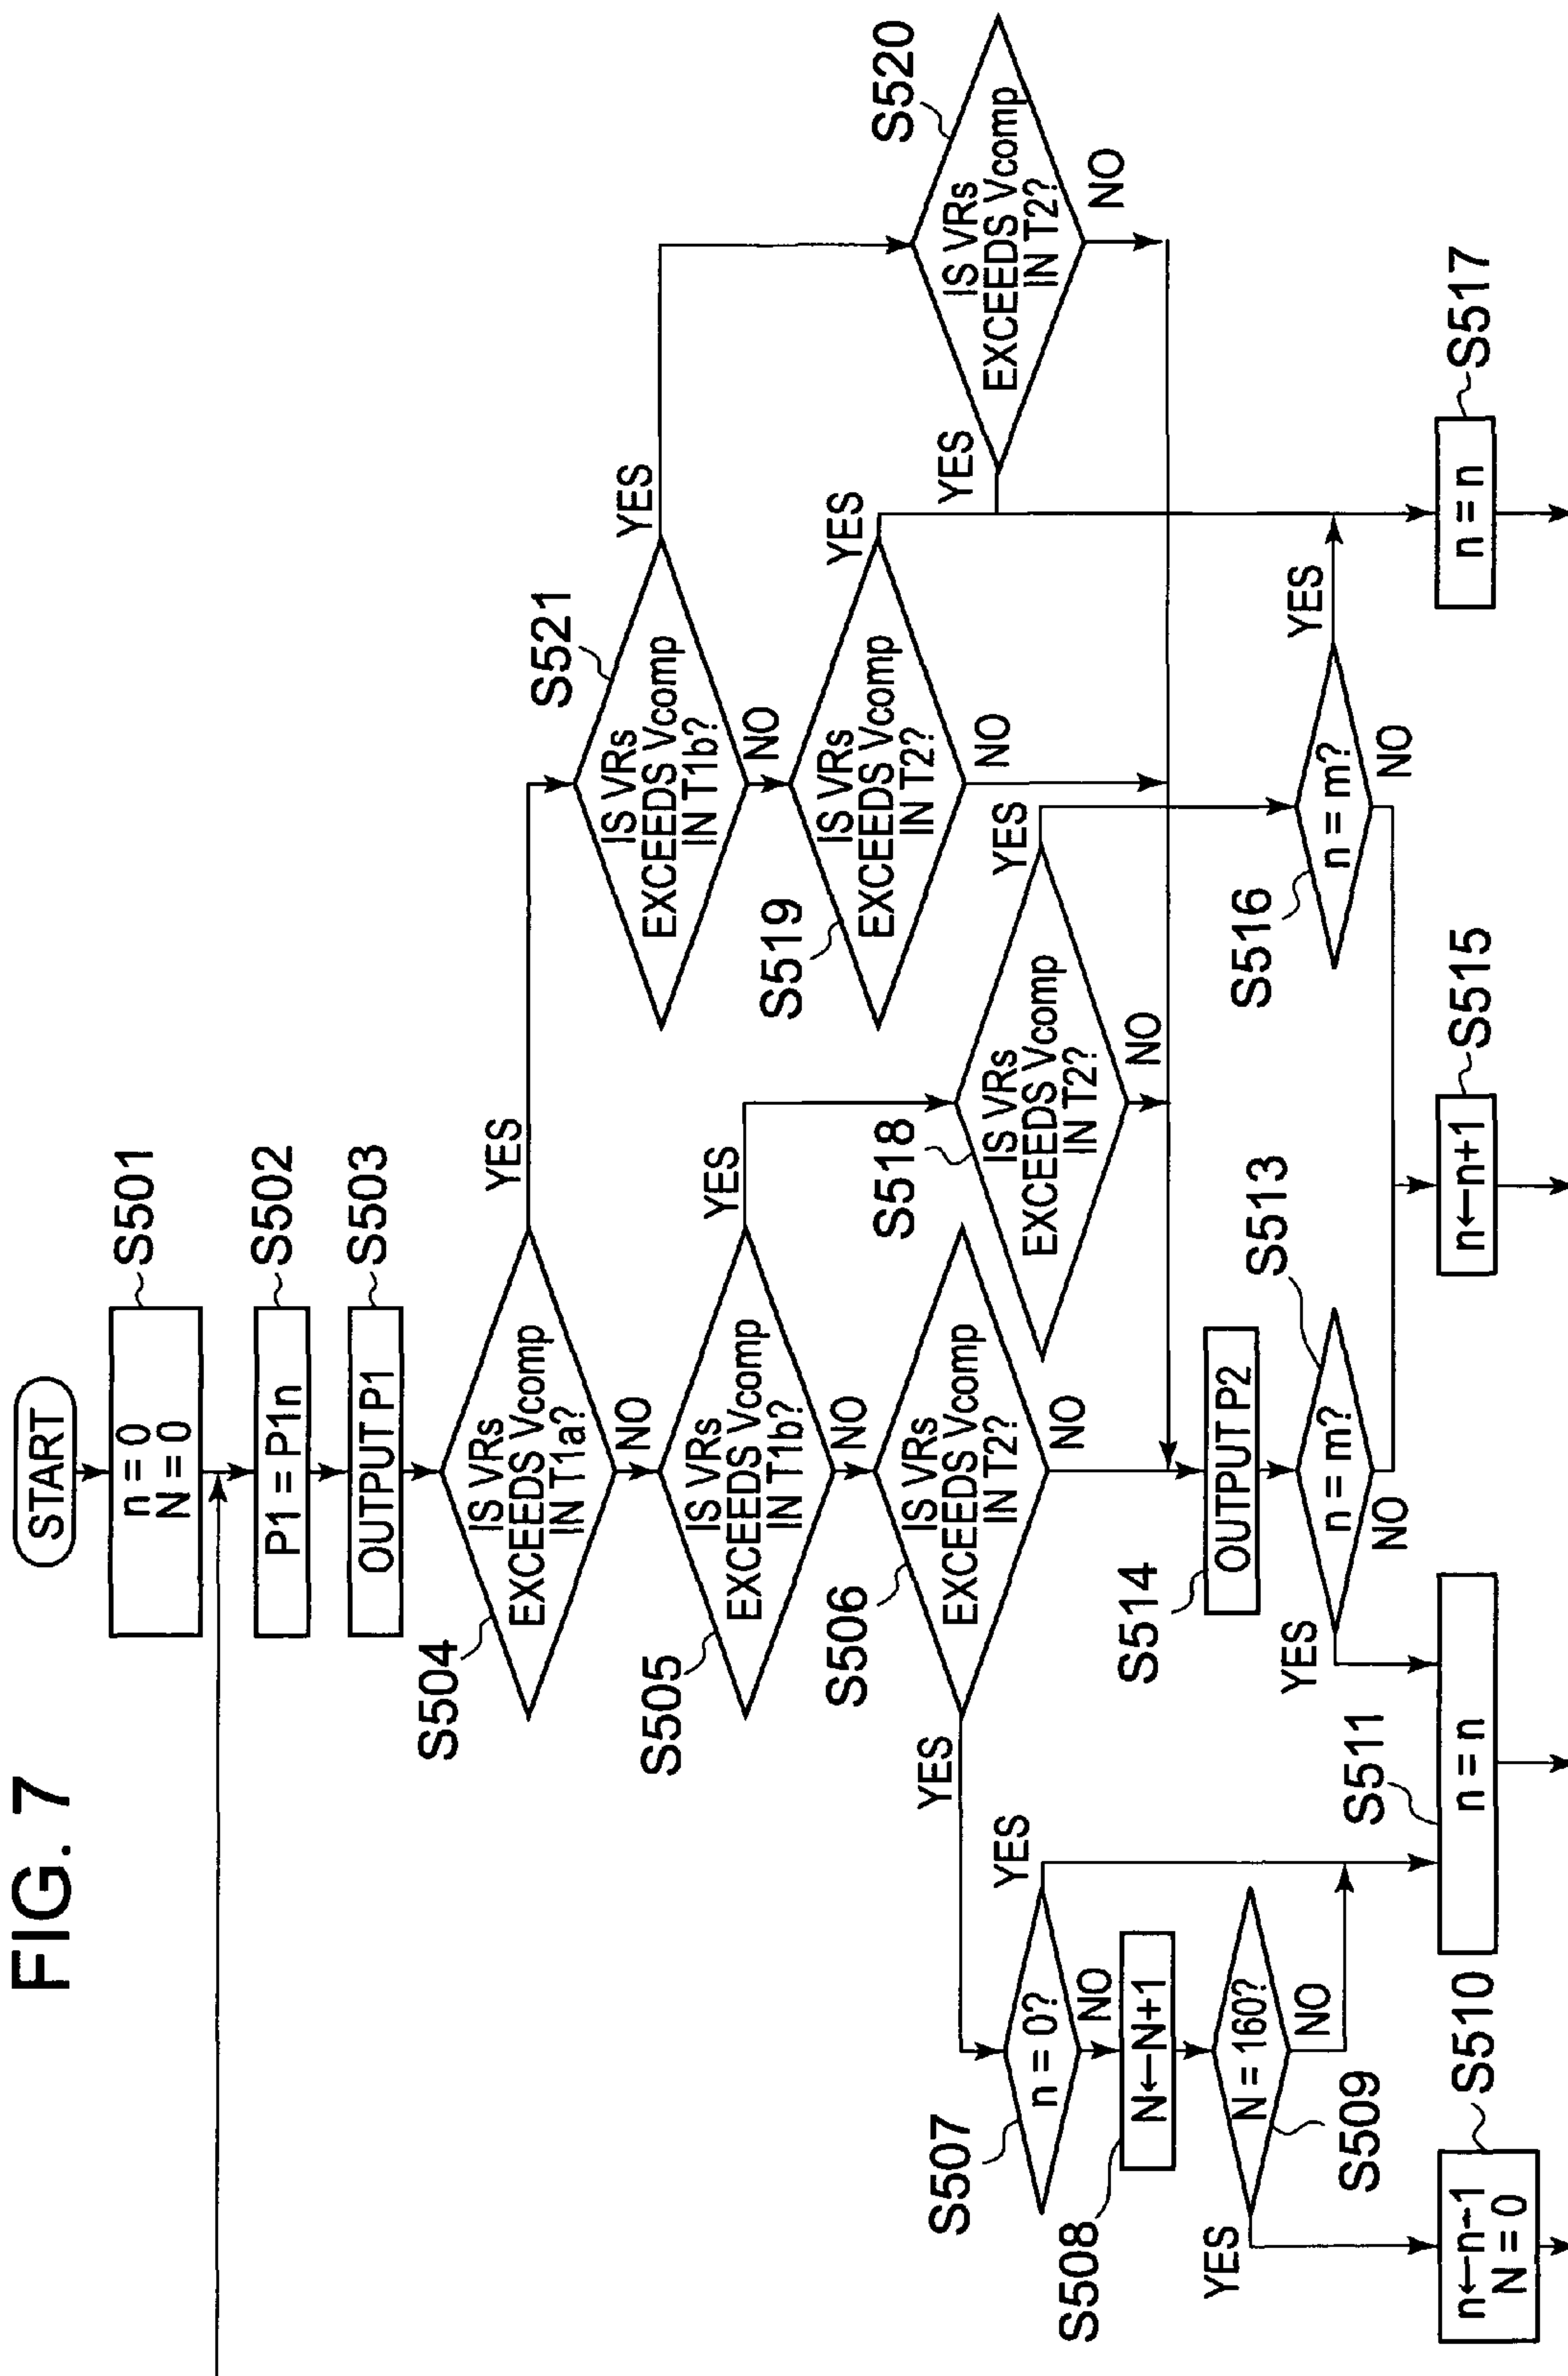 FIG. 7
START
n = 0
N = 0
S501
P1 = P1n
S502
OUTPUT P1
S503
IS VRs
EXCEEDS Vcomp
IN T1a?
S504
YES
NO
IS VRs
EXCEEDS Vcomp
IN T1b?
S505
YES
NO
IS VRs
EXCEEDS Vcomp
IN T2?
S506
YES
NO
IS VRs
EXCEEDS Vcomp
IN T1b?
S521
YES
NO
IS VRs
EXCEEDS Vcomp
IN T2?
S519
YES
NO
IS VRs
EXCEEDS Vcomp
IN T2?
S520
YES
NO
IS VRs
EXCEEDS Vcomp
IN T2?
S518
YES
NO
n = 0?
S507
YES
NO
N←N+1
S508
N = 160?
S509
YES
NO
OUTPUT P2
S514
n = m?
S513
YES
NO
n = m?
S516
YES
NO
n←n−1
N = 0
S510
n = n
S511
n←n+1
S515
n = n
S517